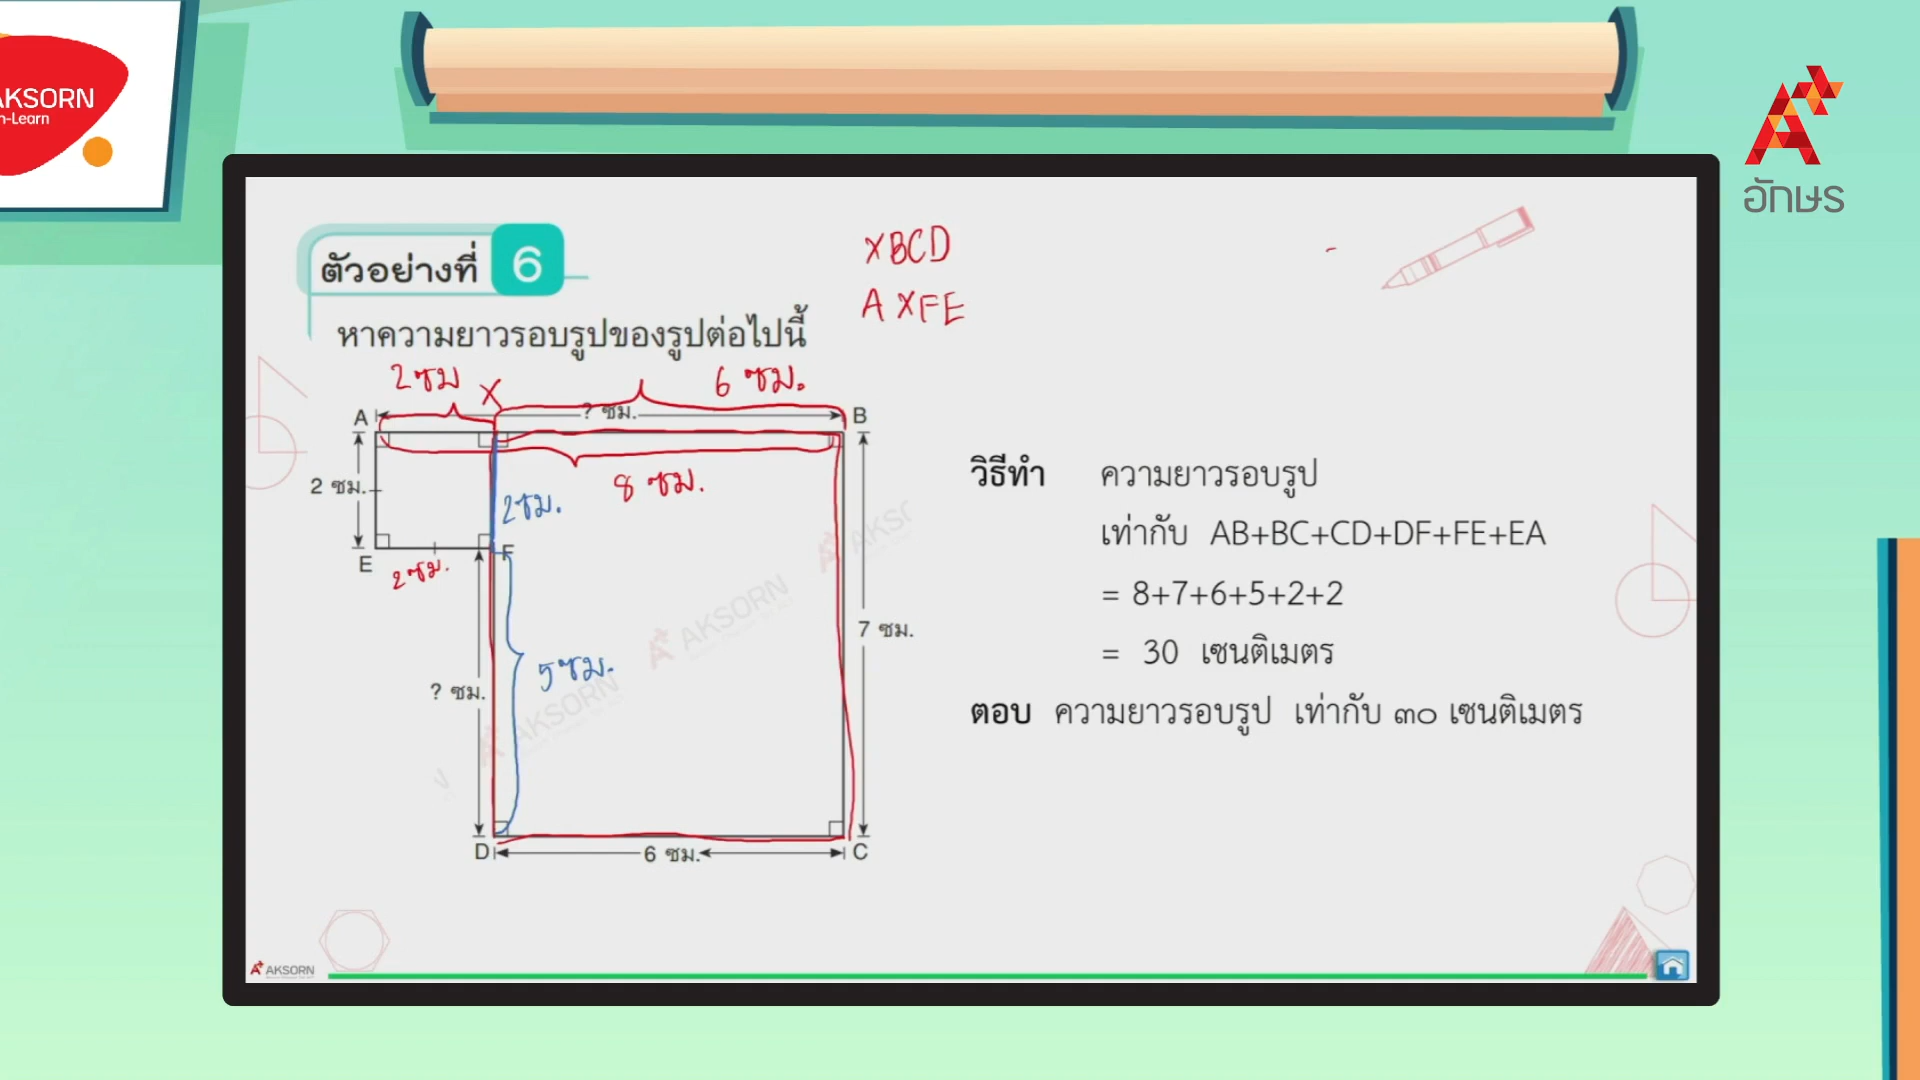 AKSORN
n-Learn
อักษร
ตัวอย่างที่ 6
XBCD
AXFE
หาความยาวรอบรูปของรูปต่อไปนี้
2 ซม
X
6 ซม.
A
? ซม.
B
2 ซม.
8 ซม.
2 ซม.
E
2 ซม.
F
7 ซม.
5 ซม.
? ซม.
D
6 ซม.
C
วิธีทำ ความยาวรอบรูป
เท่ากับ AB+BC+CD+DF+FE+EA
= 8+7+6+5+2+2
= 30 เซนติเมตร
ตอบ ความยาวรอบรูป เท่ากับ ๓๐ เซนติเมตร
AKSORN
AKSORN
AKSORN
AKSORN